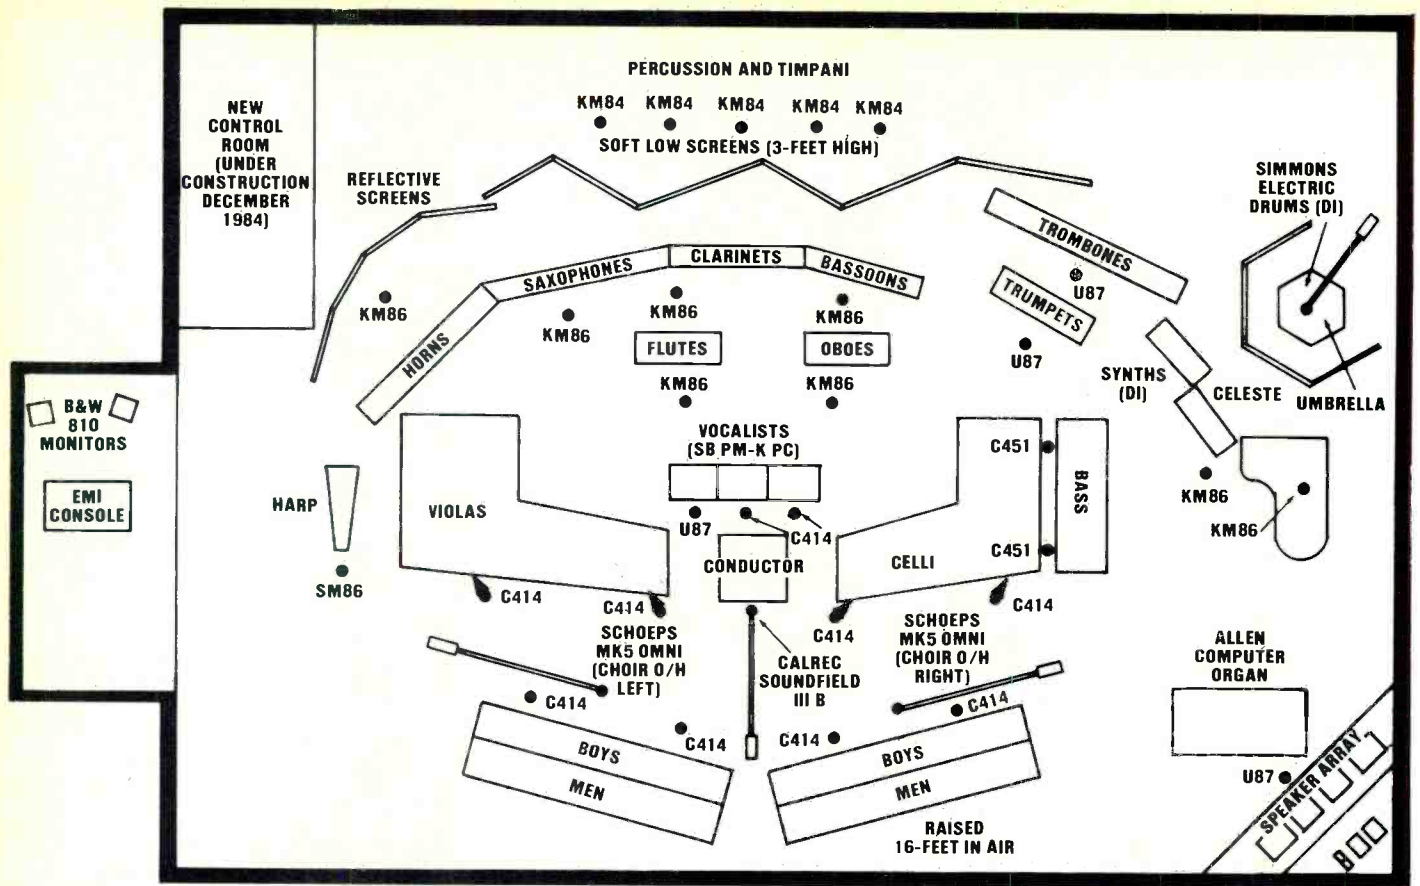 PERCUSSION AND TIMPANI
KM84 KM84 KM84 KM84 KM84
SOFT LOW SCREENS (3-FEET HIGH)
NEW
CONTROL
ROOM
(UNDER
CONSTRUCTION
DECEMBER
1984)
REFLECTIVE
SCREENS
SIMMONS
ELECTRIC
DRUMS (DI)
TROMBONES
U87
TRUMPETS
U87
SAXOPHONES
CLARINETS
BASSOONS
KM86
KM86
KM86
KM86
HORNS
FLUTES
OBOES
KM86
KM86
SYNTHS
(DI)
CELESTE
UMBRELLA
B&W
810
MONITORS
EMI
CONSOLE
VOCALISTS
(SB PM-K PC)
HARP
SM86
VIOLAS
U87
C414
CONDUCTOR
CELLI
C451
C451
BASS
KM86
KM86
C414
C414
C414
C414
SCHOEPS
MK5 OMNI
(CHOIR O/H
LEFT)
CALREC
SOUNDFIELD
III B
SCHOEPS
MK5 OMNI
(CHOIR O/H
RIGHT)
C414
C414
C414
C414
BOYS
MEN
BOYS
MEN
RAISED
16-FEET IN AIR
ALLEN
COMPUTER
ORGAN
U87
SPEAKER ARRAY